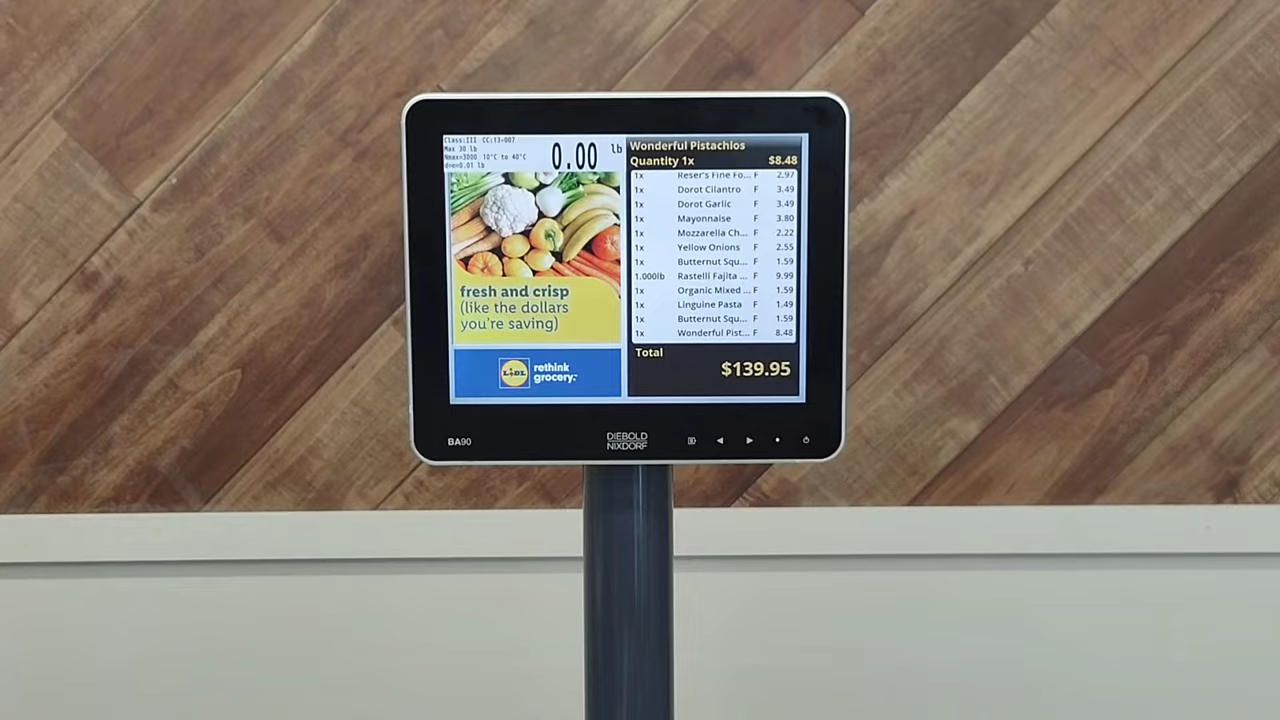 Class:III CC:13-007
Max 30 lb
Nmax=3000 10°C to 40°C
d=e=0.01 lb
0.00 lb
fresh and crisp
(like the dollars
you're saving)
LIDL
rethink
grocery.™
Wonderful Pistachios
Quantity 1x $8.48
1x Reser's Fine Fo... F 2.97
1x Dorot Cilantro F 3.49
1x Dorot Garlic F 3.49
1x Mayonnaise F 3.80
1x Mozzarella Ch... F 2.22
1x Yellow Onions F 2.55
1x Butternut Squ... F 1.59
1.000lb Rastelli Fajita ... F 9.99
1x Organic Mixed ... F 1.59
1x Linguine Pasta F 1.49
1x Butternut Squ... F 1.59
1x Wonderful Pist... F 8.48
Total
$139.95
BA90
DIEBOLD
NIXDORF